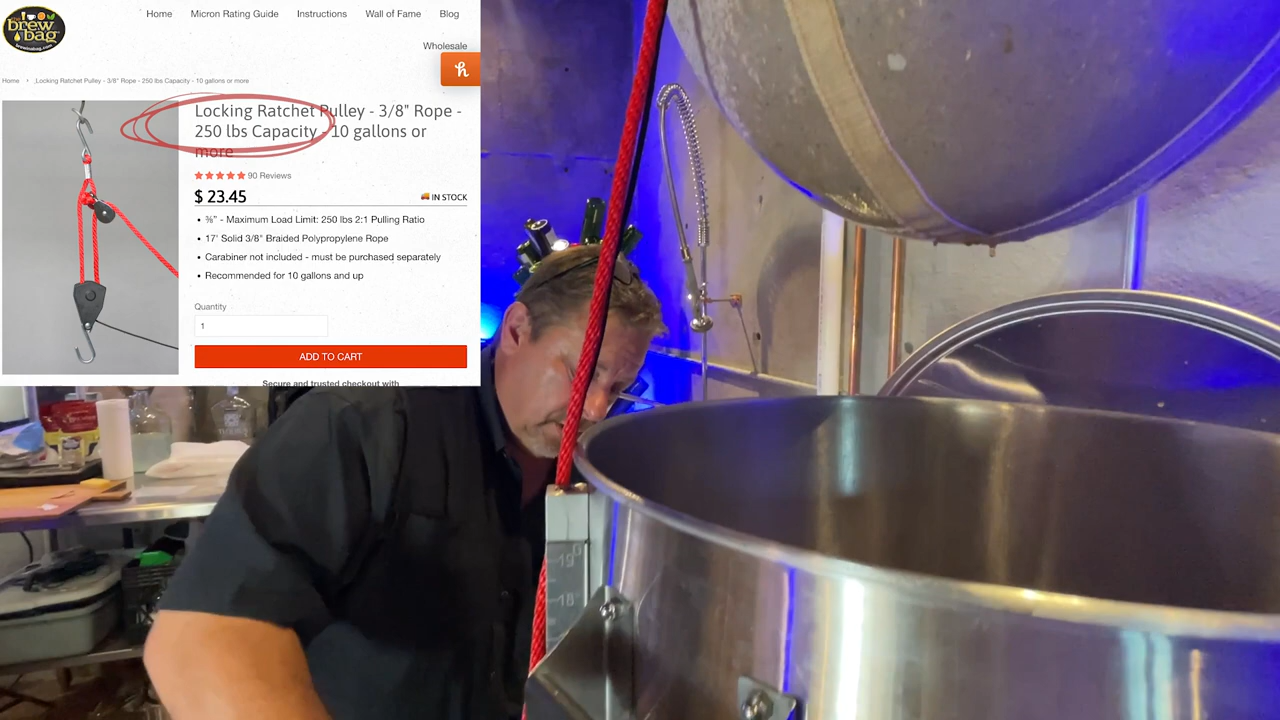 the
brew
bag
brewinabag.com
Home Micron Rating Guide Instructions Wall of Fame Blog
Wholesale
h
Home › Locking Ratchet Pulley - 3/8" Rope - 250 lbs Capacity - 10 gallons or more
Locking Ratchet Pulley - 3/8" Rope -
250 lbs Capacity - 10 gallons or
more
90 Reviews
$ 23.45
IN STOCK
• ⅜" - Maximum Load Limit: 250 lbs 2:1 Pulling Ratio
• 17' Solid 3/8" Braided Polypropylene Rope
• Carabiner not included - must be purchased separately
• Recommended for 10 gallons and up
Quantity
1
ADD TO CART
Secure and trusted checkout with
19
18